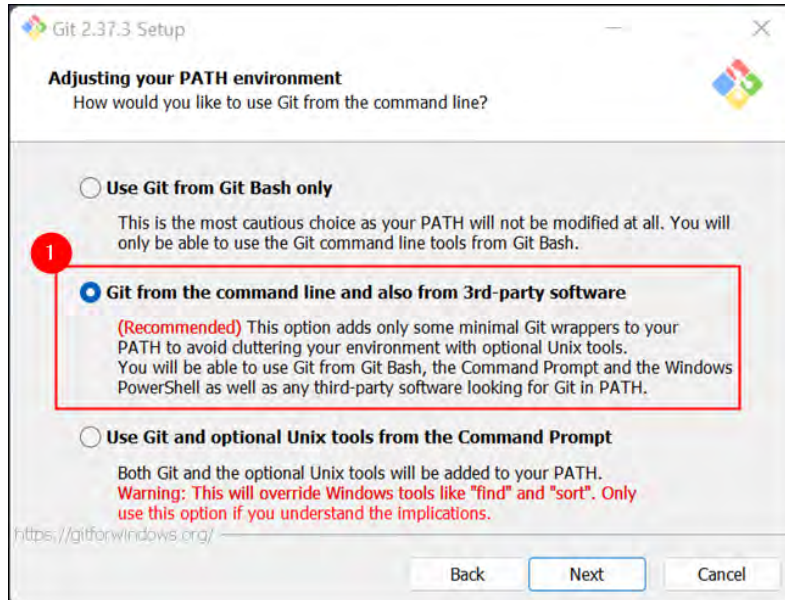 Git 2.37.3 Setup
Adjusting your PATH environment
How would you like to use Git from the command line?
Use Git from Git Bash only
This is the most cautious choice as your PATH will not be modified at all. You will
only be able to use the Git command line tools from Git Bash.
1
Git from the command line and also from 3rd-party software
(Recommended) This option adds only some minimal Git wrappers to your
PATH to avoid cluttering your environment with optional Unix tools.
You will be able to use Git from Git Bash, the Command Prompt and the Windows
PowerShell as well as any third-party software looking for Git in PATH.
Use Git and optional Unix tools from the Command Prompt
Both Git and the optional Unix tools will be added to your PATH.
Warning: This will override Windows tools like "find" and "sort". Only
use this option if you understand the implications.
https://gitforwindows.org/
Back Next Cancel